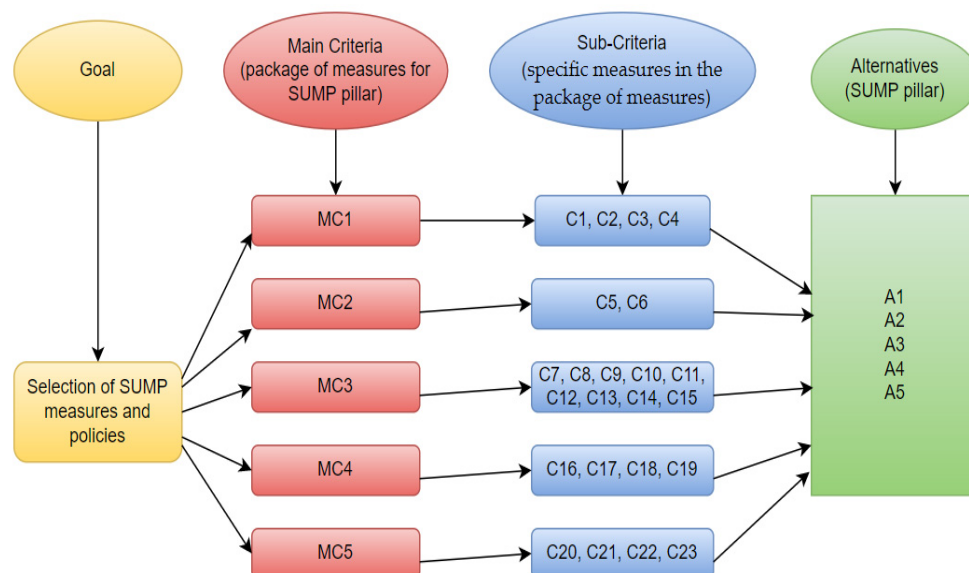 Goal
Main Criteria
(package of measures for
SUMP pillar)
Sub-Criteria
(specific measures in the
package of measures)
Alternatives
(SUMP pillar)
MC1
C1, C2, C3, C4
MC2
C5, C6
A1
A2
A3
A4
A5
Selection of SUMP
measures and
policies
MC3
C7, C8, C9, C10, C11,
C12, C13, C14, C15
MC4
C16, C17, C18, C19
MC5
C20, C21, C22, C23